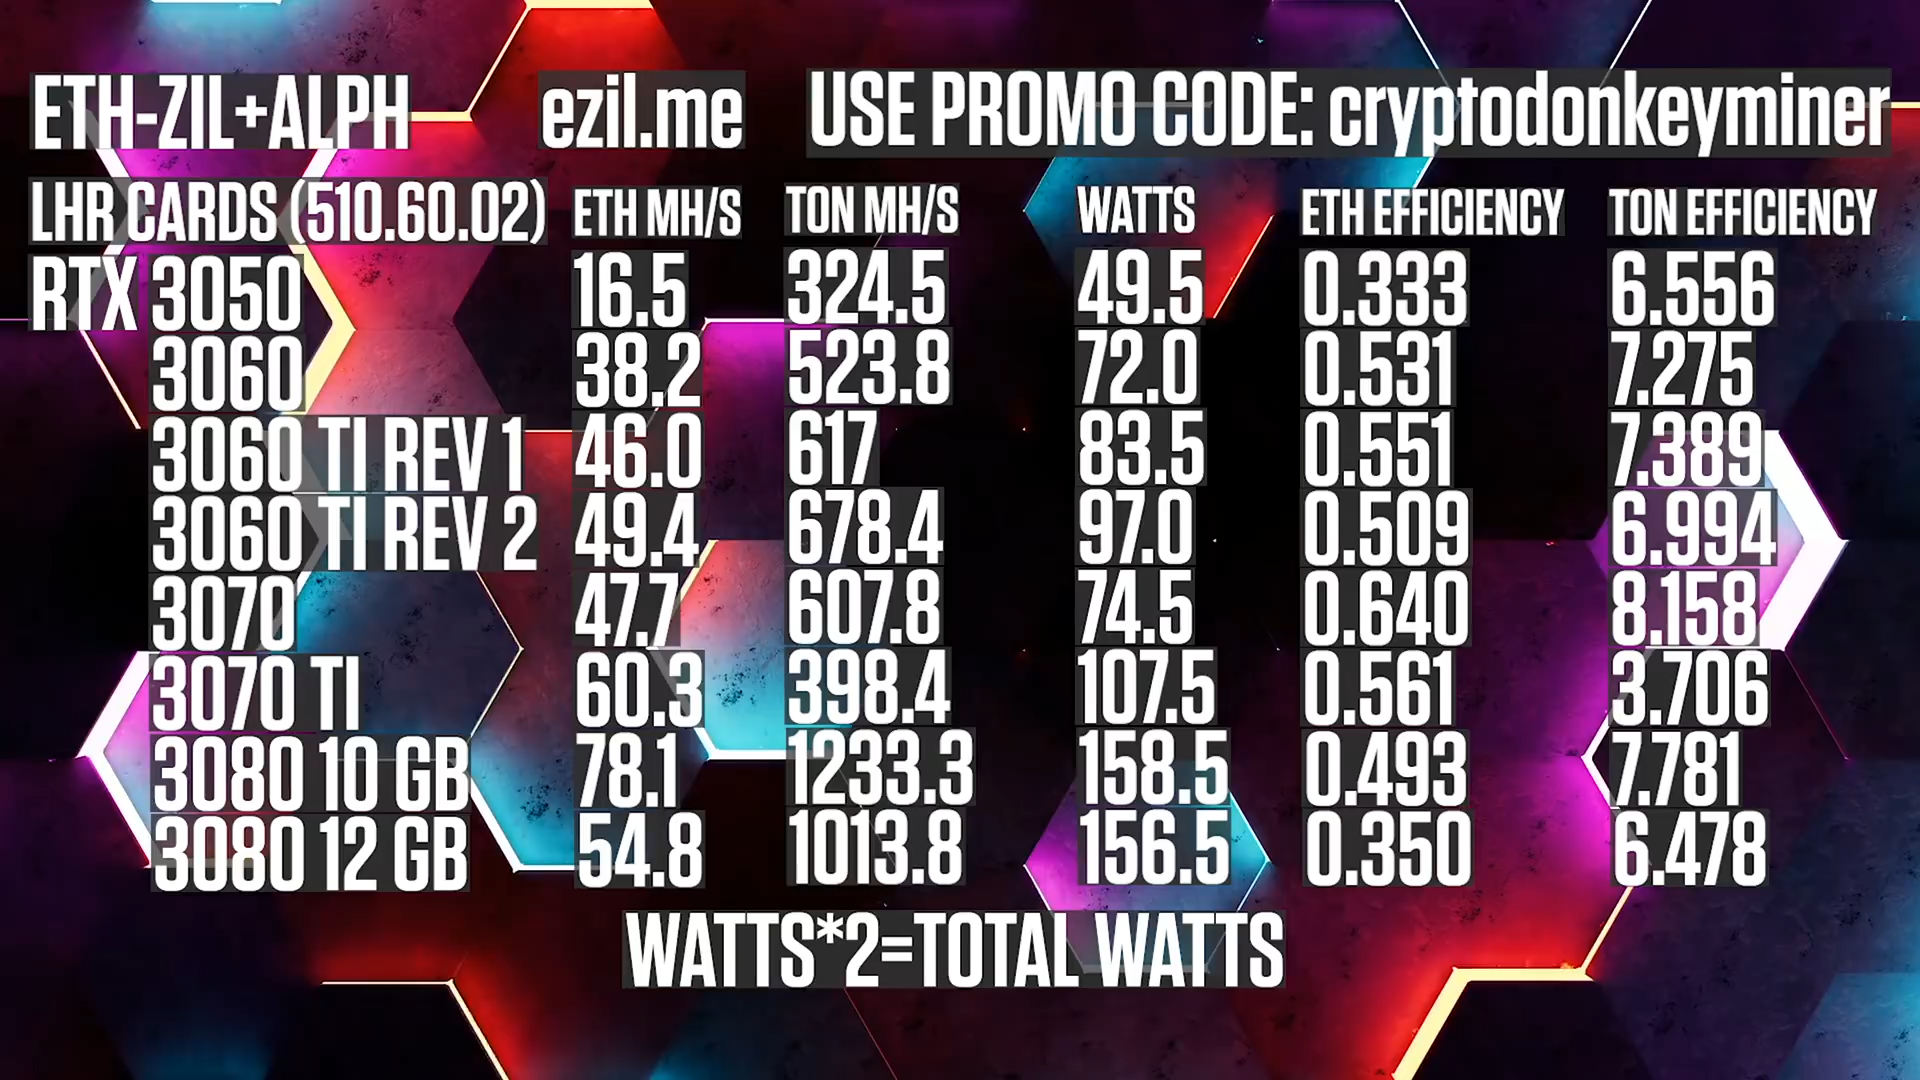 ETH-ZIL+ALPH ezil.me USE PROMO CODE: cryptodonkeyminer
LHR CARDS (510.60.02) ETH MH/S TON MH/S WATTS ETH EFFICIENCY TON EFFICIENCY
RTX 3050 16.5 324.5 49.5 0.333 6.556
3060 38.2 523.8 72.0 0.531 7.275
3060 TI REV 1 46.0 617 83.5 0.551 7.389
3060 TI REV 2 49.4 678.4 97.0 0.509 6.994
3070 47.7 607.8 74.5 0.640 8.158
3070 TI 60.3 398.4 107.5 0.561 3.706
3080 10 GB 78.1 1233.3 158.5 0.493 7.781
3080 12 GB 54.8 1013.8 156.5 0.350 6.478
WATTS*2=TOTAL WATTS